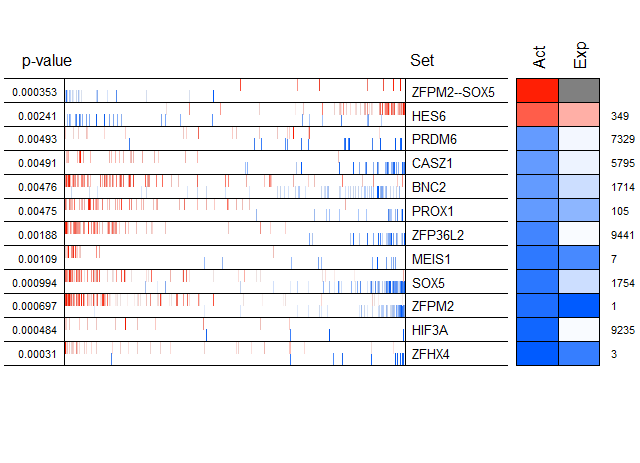 p-value Set Act Exp
0.000353 ZFPM2--SOX5
0.00241 HES6 349
0.00493 PRDM6 7329
0.00491 CASZ1 5795
0.00476 BNC2 1714
0.00475 PROX1 105
0.00188 ZFP36L2 9441
0.00109 MEIS1 7
0.000994 SOX5 1754
0.000697 ZFPM2 1
0.000484 HIF3A 9235
0.00031 ZFHX4 3